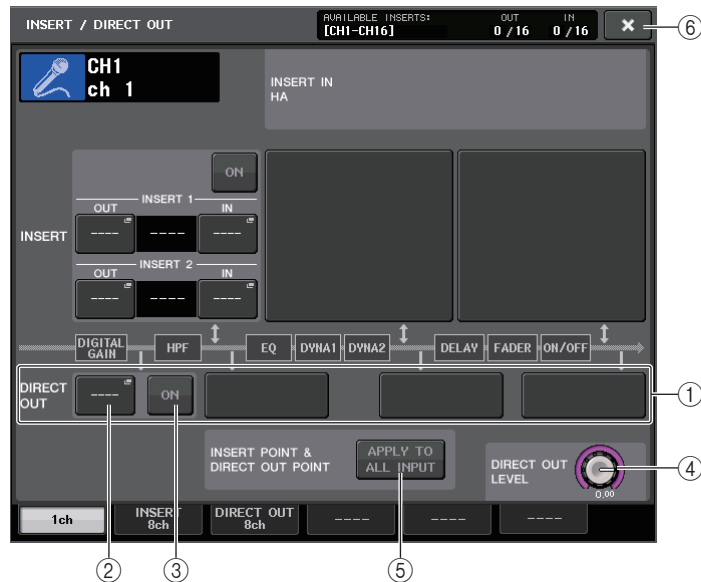 INSERT / DIRECT OUT
AVAILABLE INSERTS:
[CH1-CH16]
OUT
0 /16
IN
0 /16
⑥
CH1
ch 1
INSERT IN
HA
ON
INSERT
INSERT 1
OUT
IN
----
----
----
INSERT 2
OUT
IN
----
----
----
DIGITAL
GAIN
HPF
EQ
DYNA1
DYNA2
DELAY
FADER
ON/OFF
DIRECT
OUT
----
ON
①
INSERT POINT &
DIRECT OUT POINT
APPLY TO
ALL INPUT
DIRECT OUT
LEVEL
0.00
④
1ch
INSERT
8ch
DIRECT OUT
8ch
----
----
----
②
③
⑤